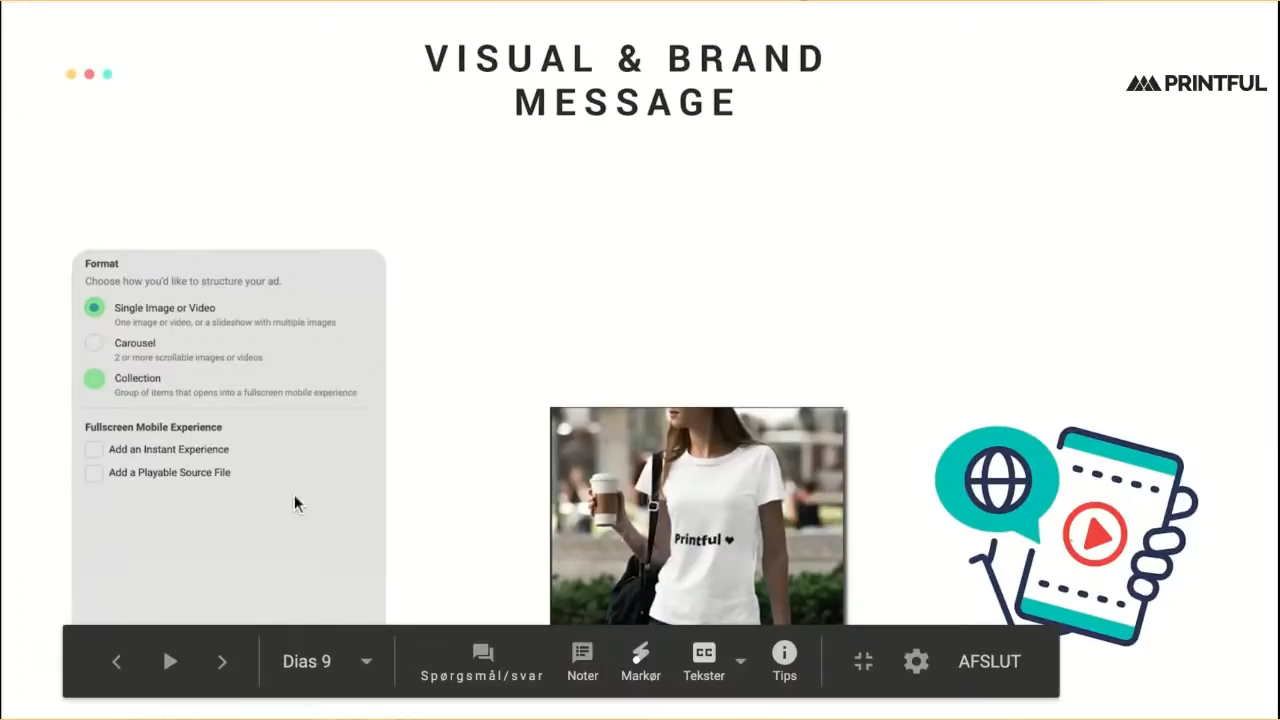 VISUAL & BRAND
MESSAGE
PRINTFUL
Format
Choose how you'd like to structure your ad.
Single Image or Video
One image or video, or a slideshow with multiple images
Carousel
2 or more scrollable images or videos
Collection
Group of items that opens into a fullscreen mobile experience
Fullscreen Mobile Experience
Add an Instant Experience
Add a Playable Source File
Printful ❤
Dias 9
Spørgsmål/svar
Noter
Markør
CC
Tekster
Tips
AFSLUT